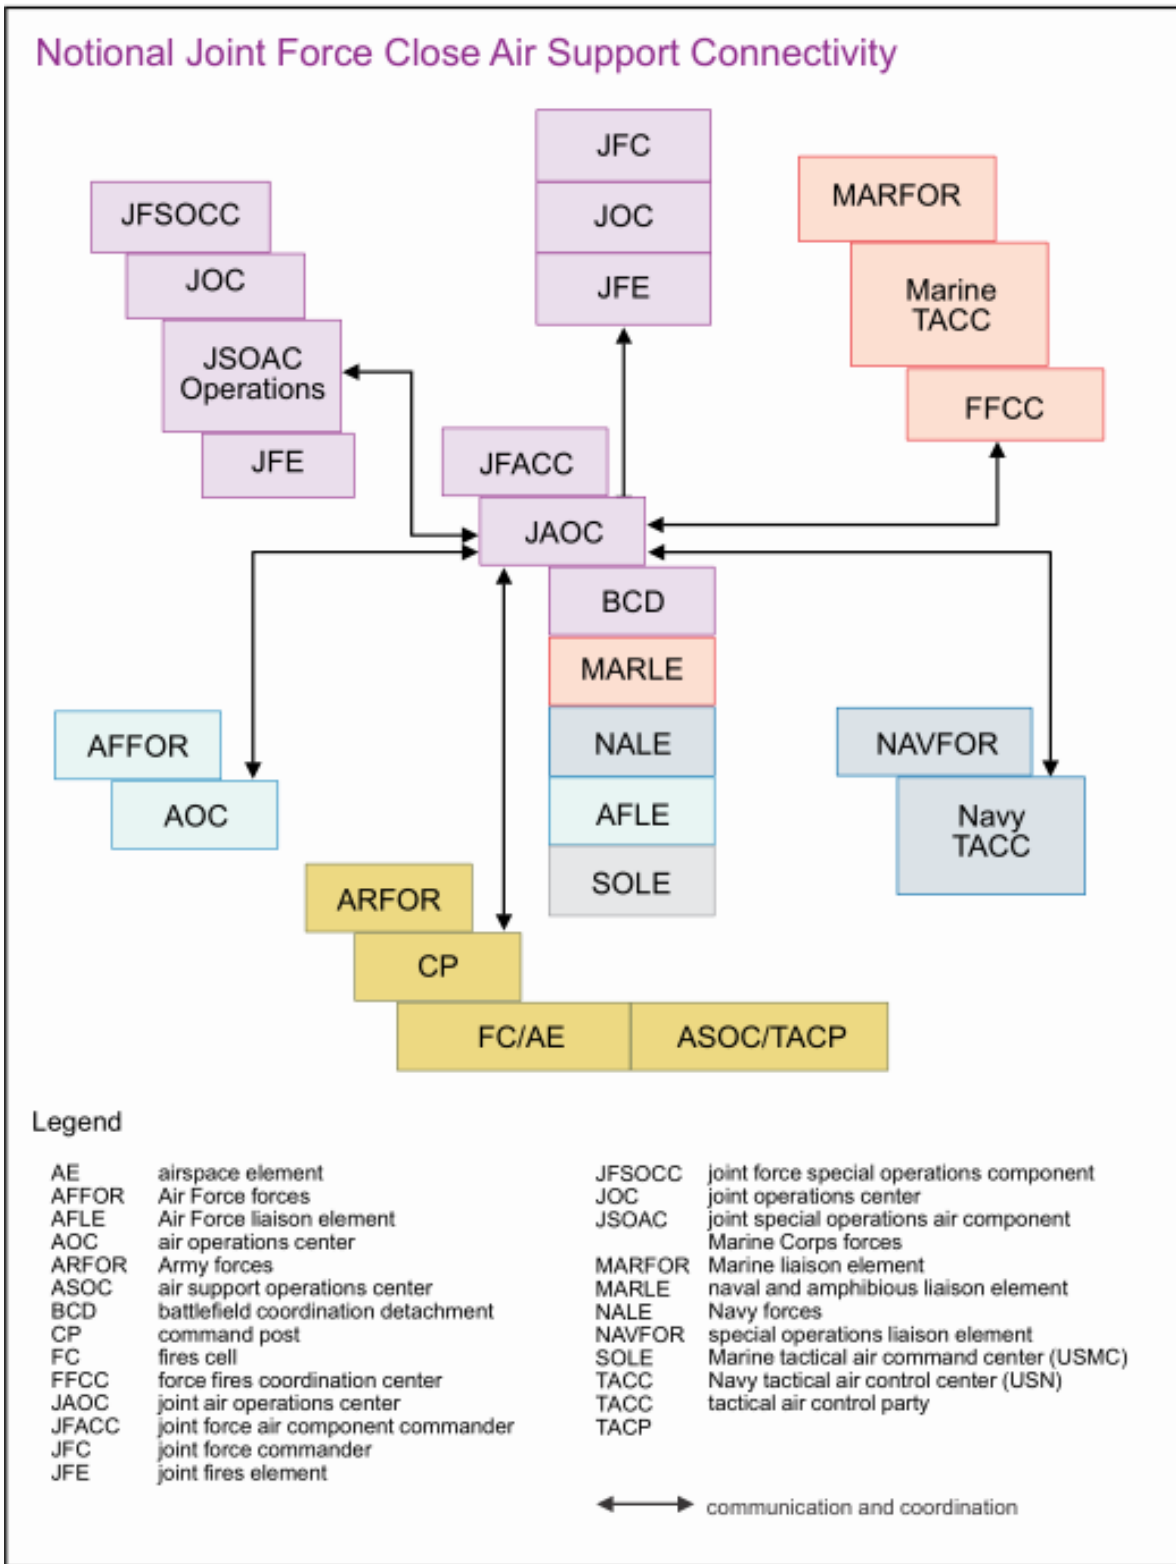 Notional Joint Force Close Air Support Connectivity
JFC
JOC
JFE
JFSOCC
JOC
JSOAC
Operations
JFE
MARFOR
Marine
TACC
FFCC
JFACC
JAOC
BCD
MARLE
NALE
AFLE
SOLE
AFFOR
AOC
NAVFOR
Navy
TACC
ARFOR
CP
FC/AE
ASOC/TACP
Legend
AE airspace element
AFFOR Air Force forces
AFLE Air Force liaison element
AOC air operations center
ARFOR Army forces
ASOC air support operations center
BCD battlefield coordination detachment
CP command post
FC fires cell
FFCC force fires coordination center
JAOC joint air operations center
JFACC joint force air component commander
JFC joint force commander
JFE joint fires element
JFSOCC joint force special operations component
JOC joint operations center
JSOAC joint special operations air component
Marine Corps forces
MARFOR Marine liaison element
MARLE naval and amphibious liaison element
NALE Navy forces
NAVFOR special operations liaison element
SOLE Marine tactical air command center (USMC)
TACC Navy tactical air control center (USN)
TACC tactical air control party
TACP
communication and coordination